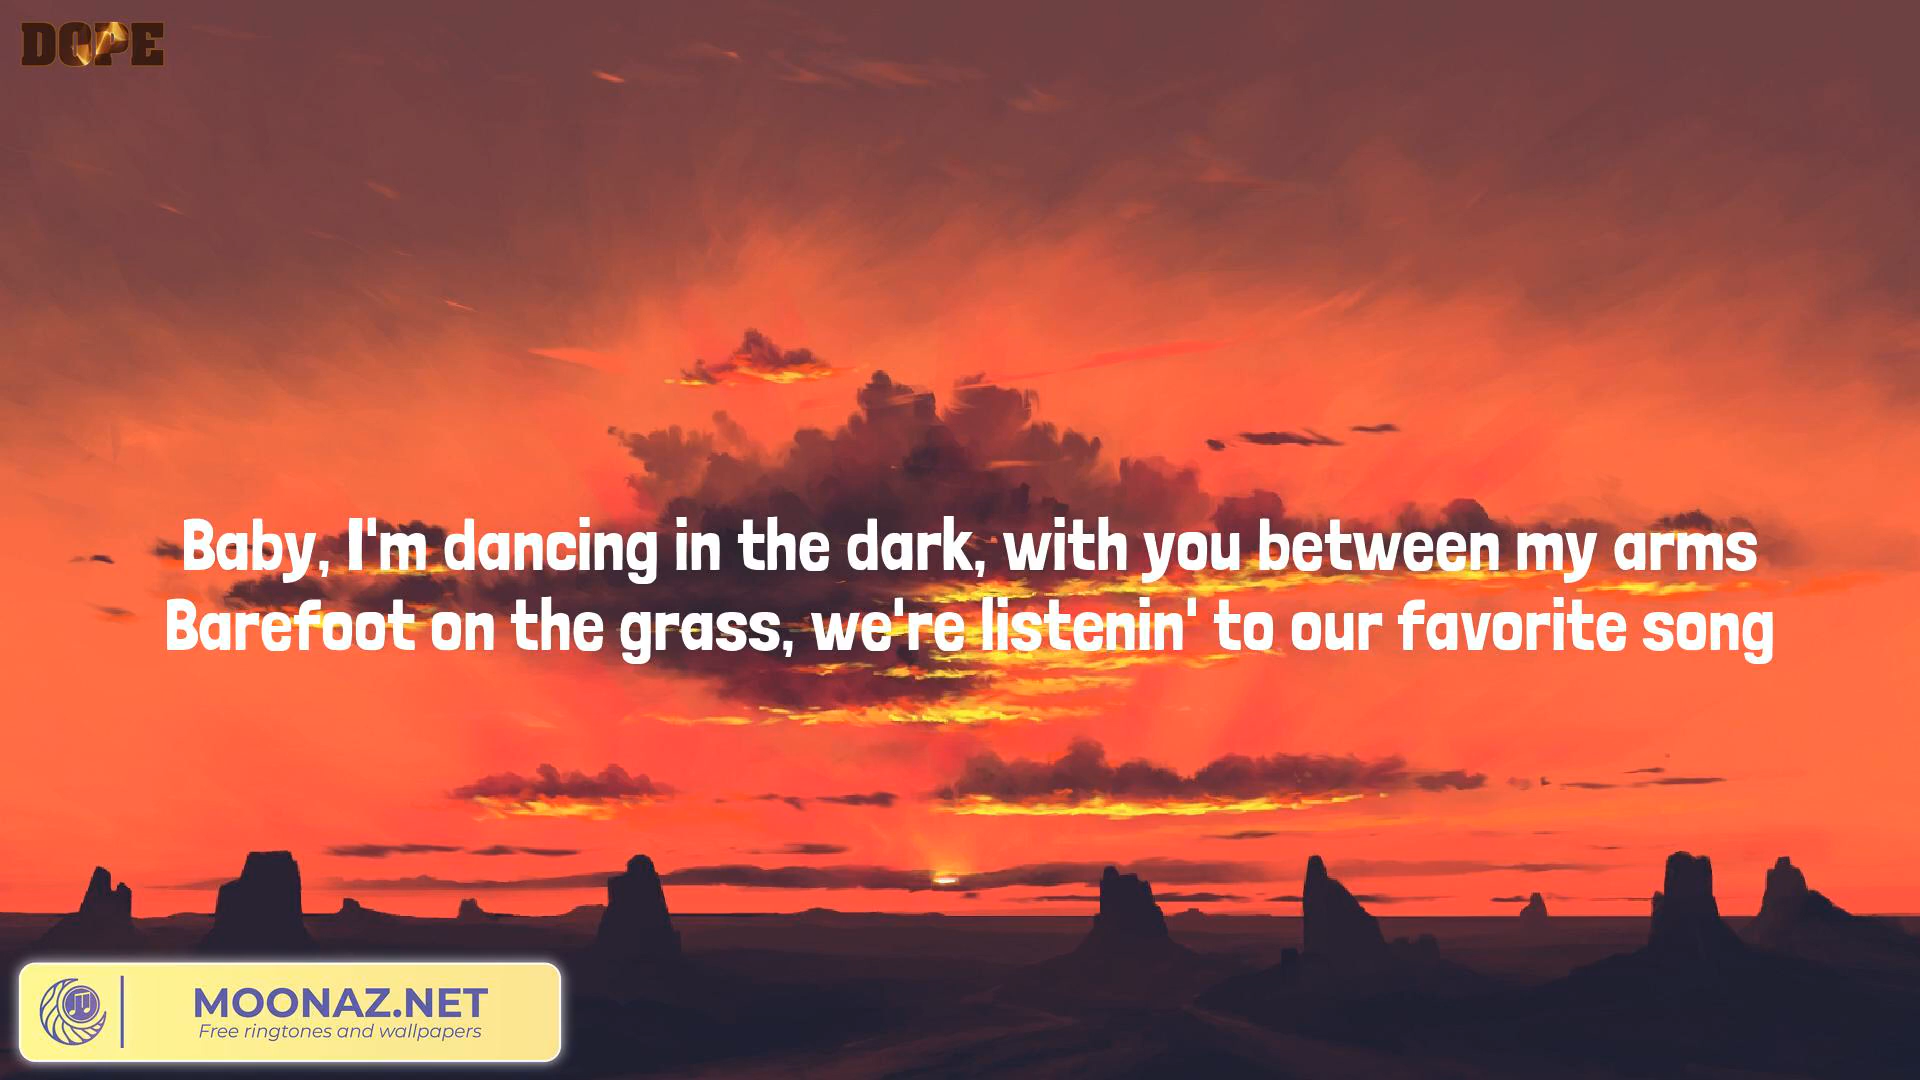 DOPE
Baby, I'm dancing in the dark, with you between my arms
Barefoot on the grass, we're listenin' to our favorite song
MOONAZ.NET
Free ringtones and wallpapers